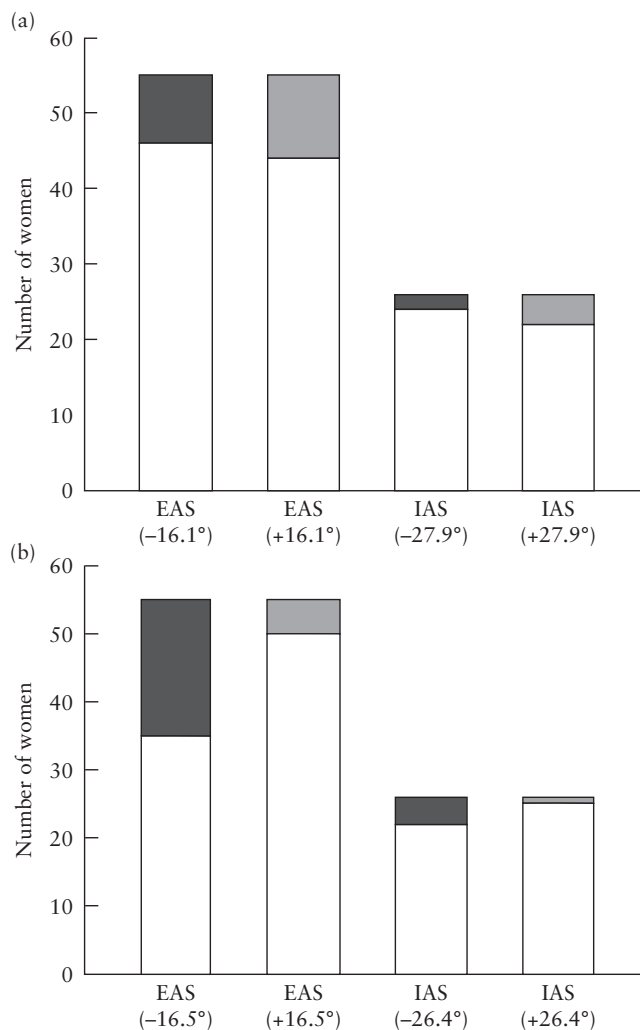 (a)
60
50
40
30
20
10
0
Number of women
EAS EAS IAS IAS
(–16.1°) (+16.1°) (–27.9°) (+27.9°)
(b)
60
50
40
30
20
10
0
Number of women
EAS EAS IAS IAS
(–16.5°) (+16.5°) (–26.4°) (+26.4°)